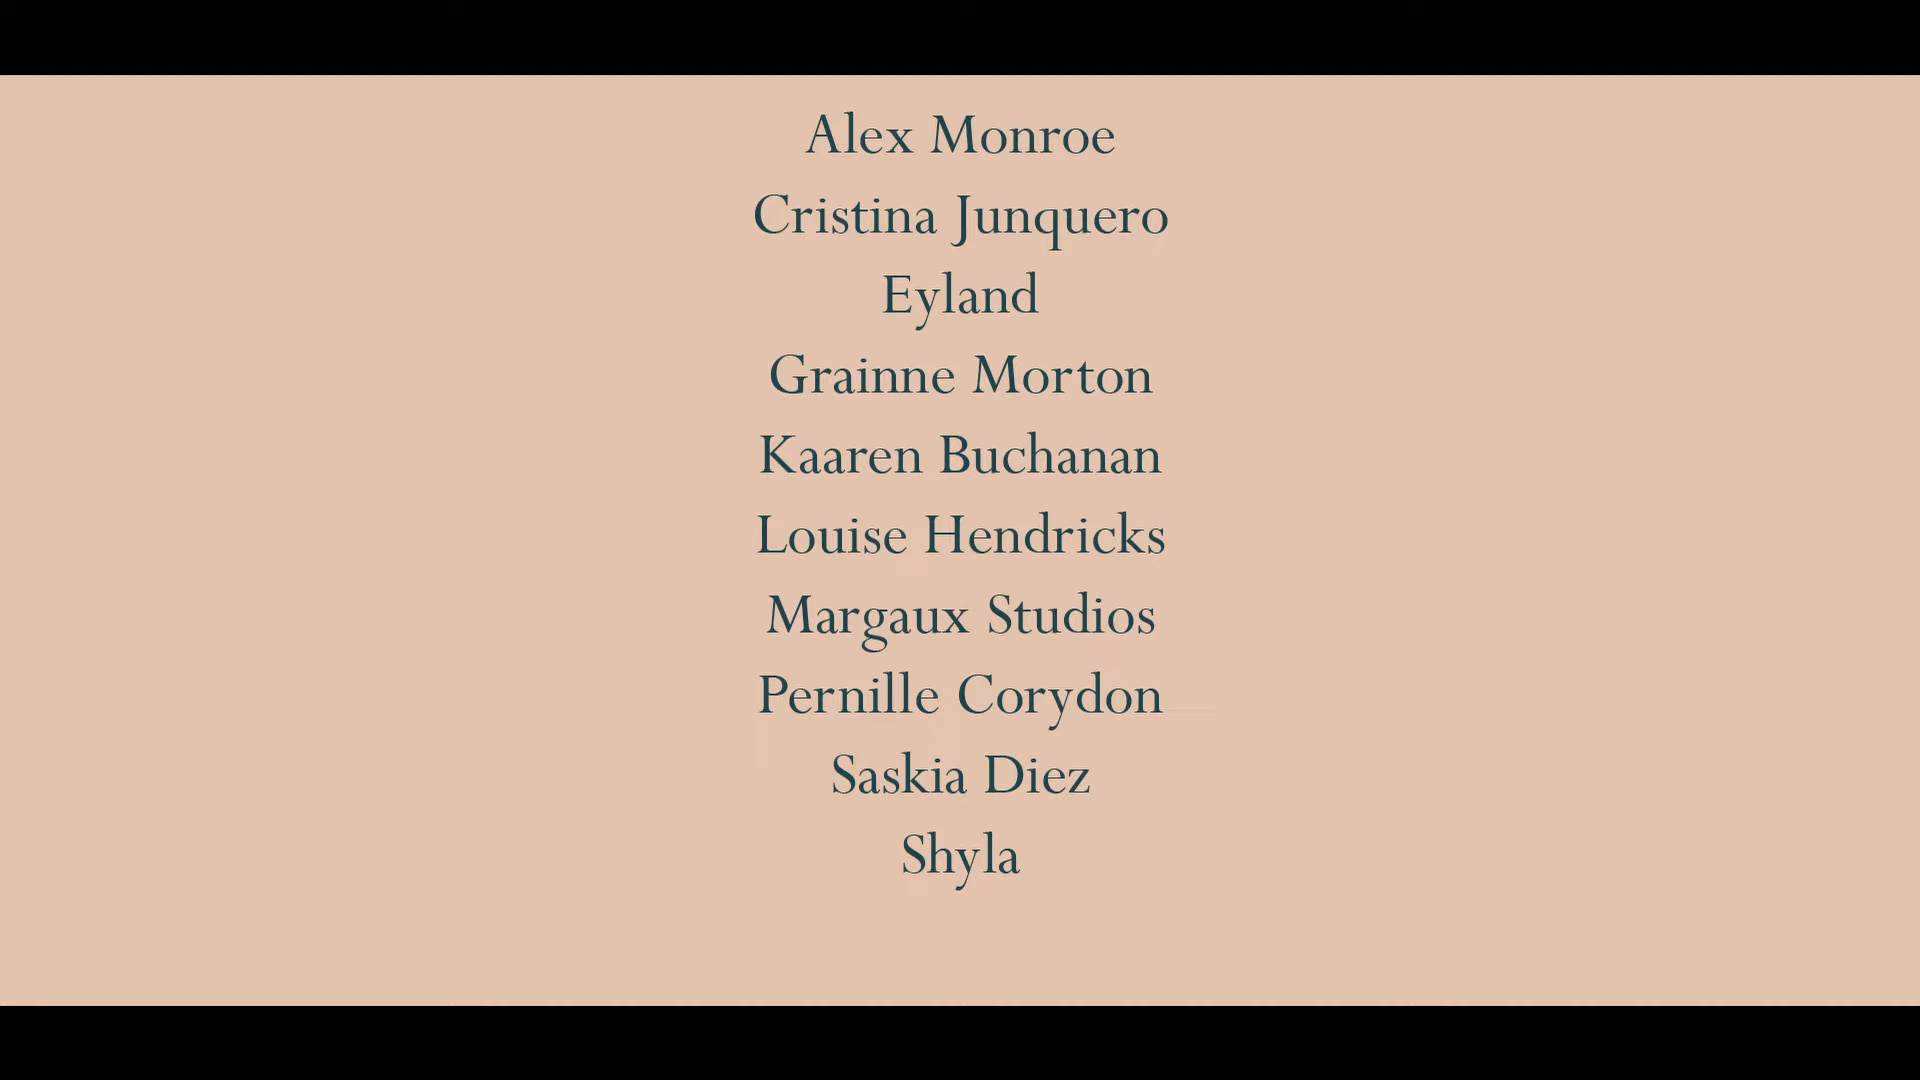 Alex Monroe
Cristina Junquero
Eyland
Grainne Morton
Kaaren Buchanan
Louise Hendricks
Margaux Studios
Pernille Corydon
Saskia Diez
Shyla